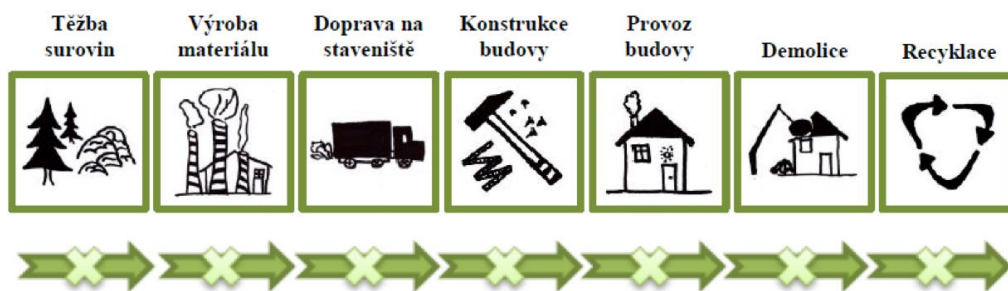 Těžba
surovin
Výroba
materiálu
Doprava na
staveniště
Konstrukce
budovy
Provoz
budovy
Demolice
Recyklace